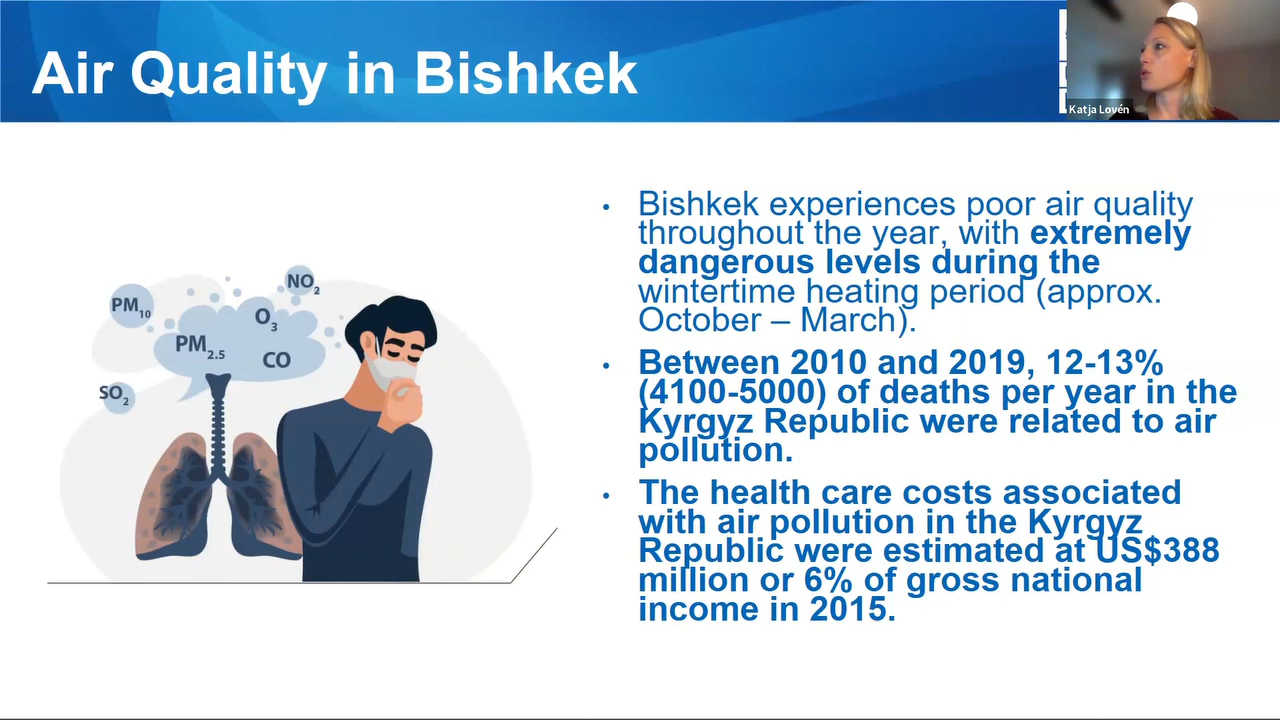 Air Quality in Bishkek
Katja Lovén
• Bishkek experiences poor air quality
throughout the year, with extremely
dangerous levels during the
wintertime heating period (approx.
October – March).
• Between 2010 and 2019, 12-13%
(4100-5000) of deaths per year in the
Kyrgyz Republic were related to air
pollution.
• The health care costs associated
with air pollution in the Kyrgyz
Republic were estimated at US$388
million or 6% of gross national
income in 2015.
NO2
PM10
O3
PM2.5
CO
SO2